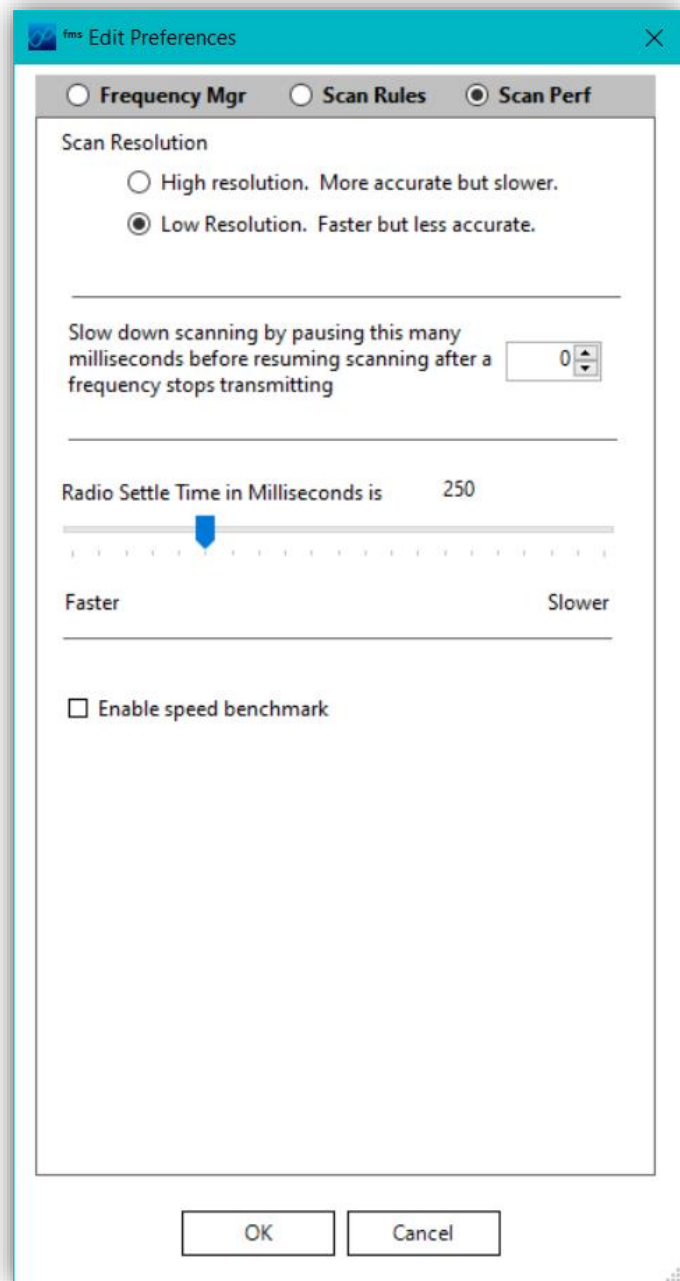 fms Edit Preferences
Frequency Mgr Scan Rules Scan Perf
Scan Resolution
High resolution. More accurate but slower.
Low Resolution. Faster but less accurate.
Slow down scanning by pausing this many
milliseconds before resuming scanning after a
frequency stops transmitting
0
Radio Settle Time in Milliseconds is 250
Faster Slower
Enable speed benchmark
OK Cancel